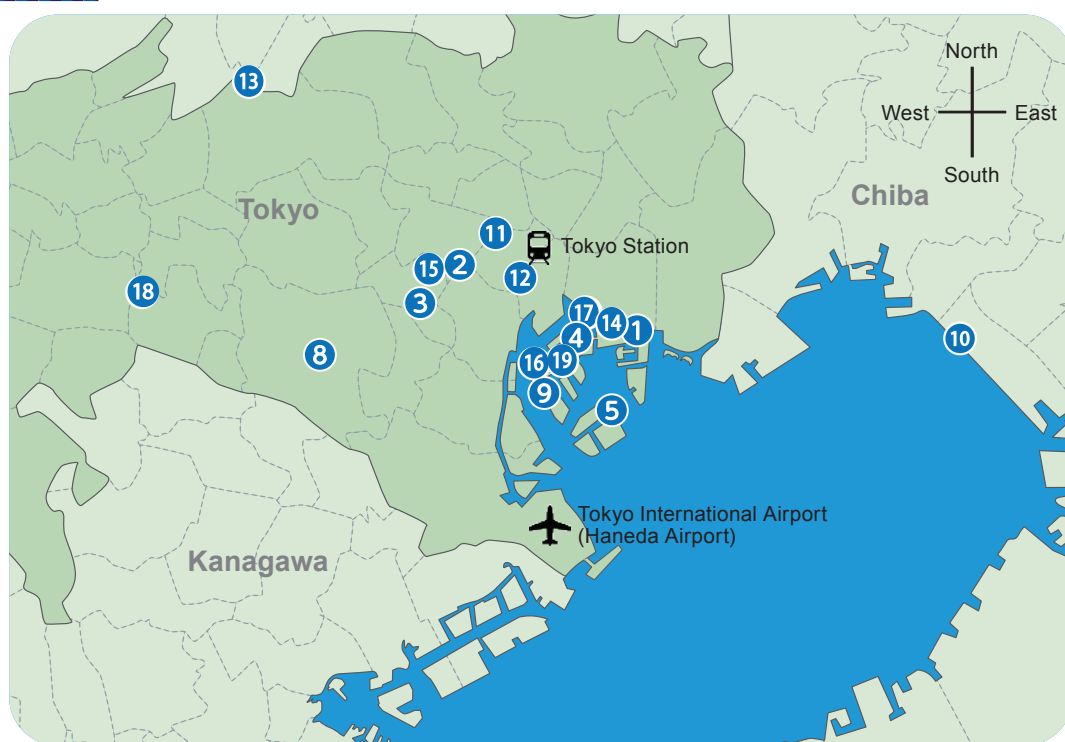 North
13
West
East
South
Chiba
Tokyo
11
Tokyo Station
15
2
12
18
3
17
14
1
4
10
8
16
19
9
5
Tokyo International Airport
(Haneda Airport)
Kanagawa